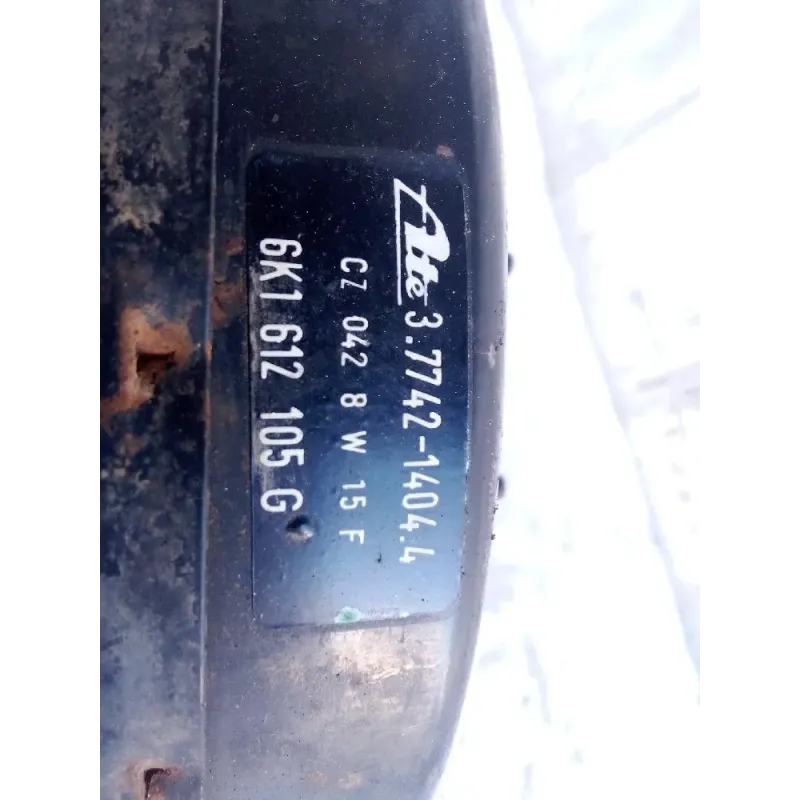 Ate 3.7742-1404.4
CZ 042 8 W 15 F
6K1 612 105 G